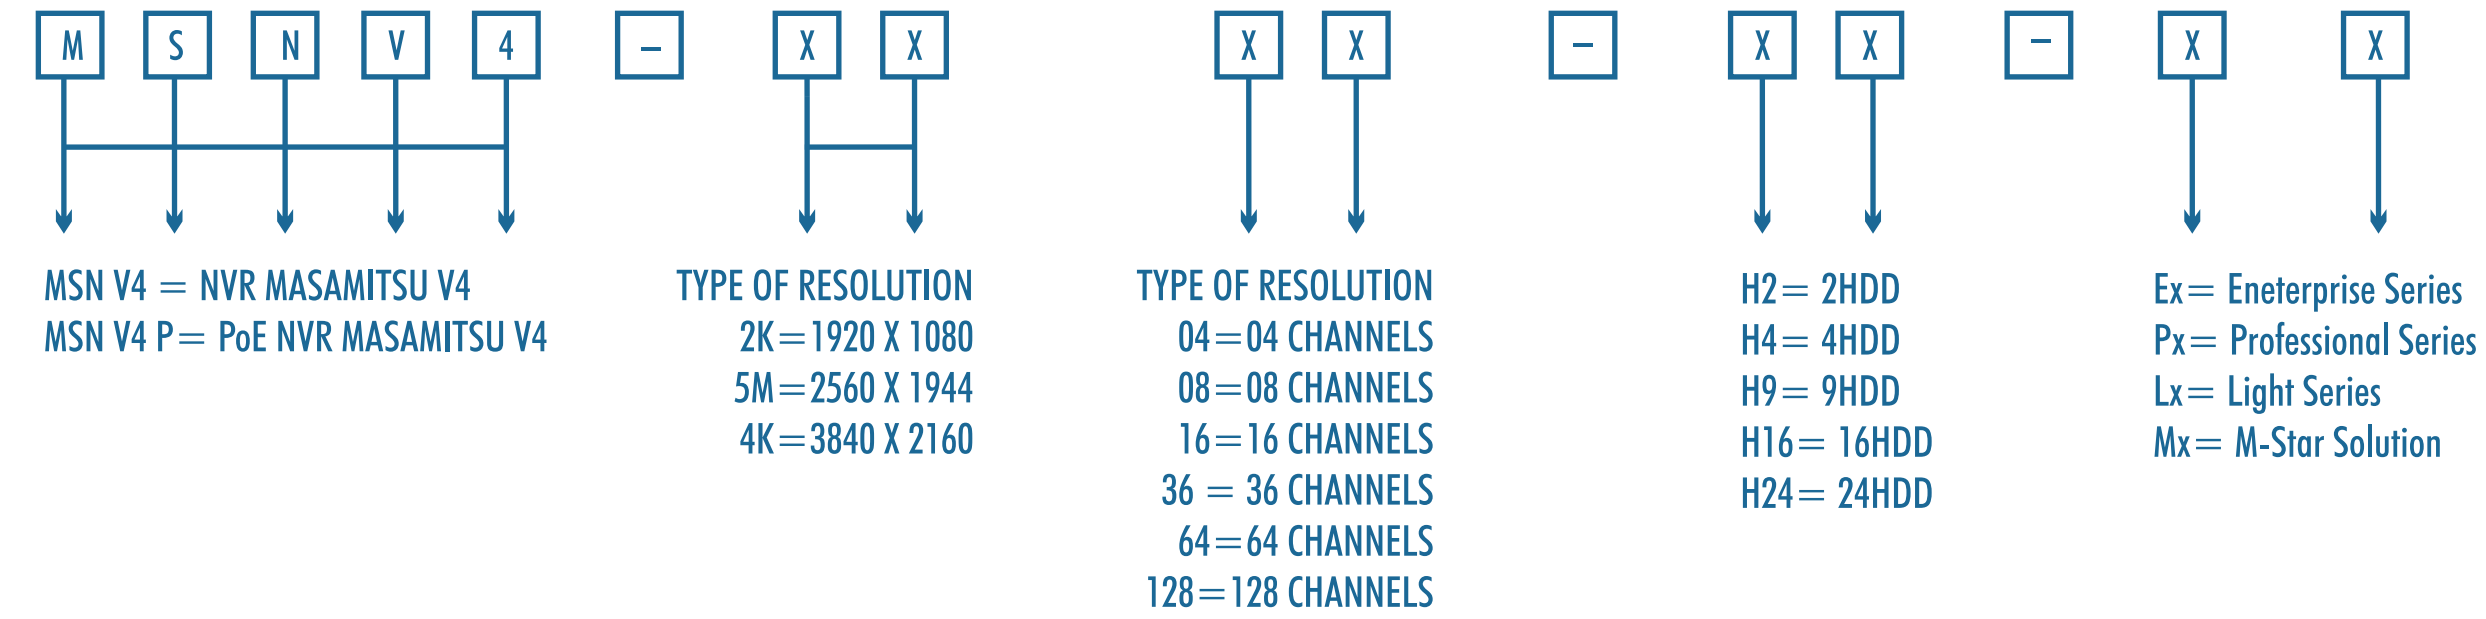 M S N V 4 – X X X X – X X – X X
MSN V4 = NVR MASAMITSU V4
MSN V4 P= PoE NVR MASAMITSU V4
TYPE OF RESOLUTION
2K=1920 X 1080
5M=2560 X 1944
4K=3840 X 2160
TYPE OF RESOLUTION
04=04 CHANNELS
08=08 CHANNELS
16=16 CHANNELS
36 = 36 CHANNELS
64=64 CHANNELS
128=128 CHANNELS
H2= 2HDD
H4= 4HDD
H9= 9HDD
H16= 16HDD
H24= 24HDD
Ex= Eneterprise Series
Px= Professional Series
Lx= Light Series
Mx= M-Star Solution